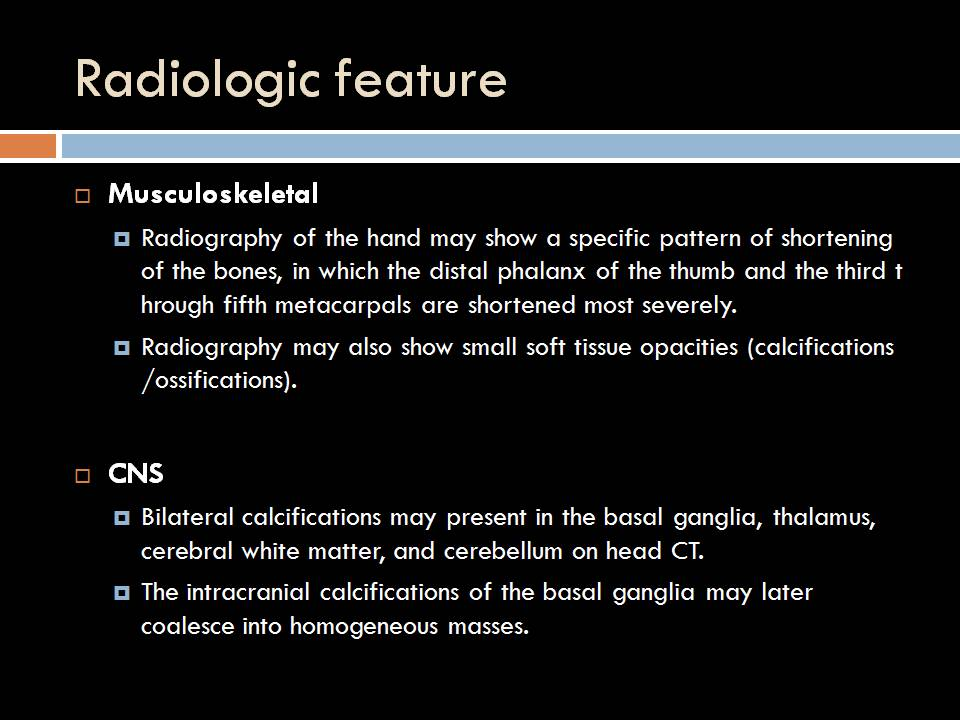 Radiologic feature
Musculoskeletal
Radiography of the hand may show a specific pattern of shortening
of the bones, in which the distal phalanx of the thumb and the third t
hrough fifth metacarpals are shortened most severely.
Radiography may also show small soft tissue opacities (calcifications
/ossifications).
CNS
Bilateral calcifications may present in the basal ganglia, thalamus,
cerebral white matter, and cerebellum on head CT.
The intracranial calcifications of the basal ganglia may later
coalesce into homogeneous masses.